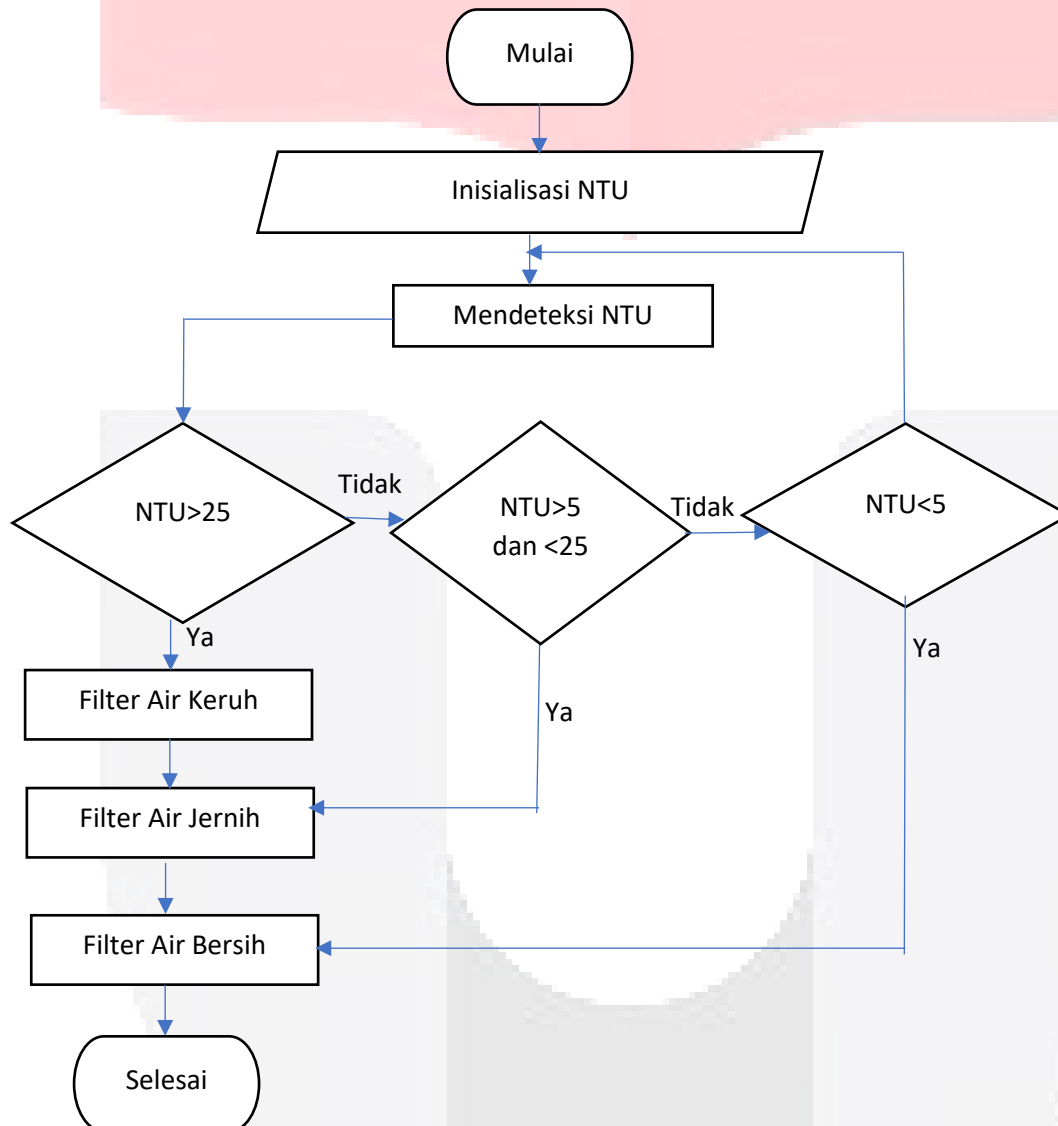 Mulai
Inisialisasi NTU
Mendeteksi NTU
NTU>25
Tidak
NTU>5
dan <25
Tidak
NTU<5
Ya
Ya
Ya
Filter Air Keruh
Filter Air Jernih
Filter Air Bersih
Selesai